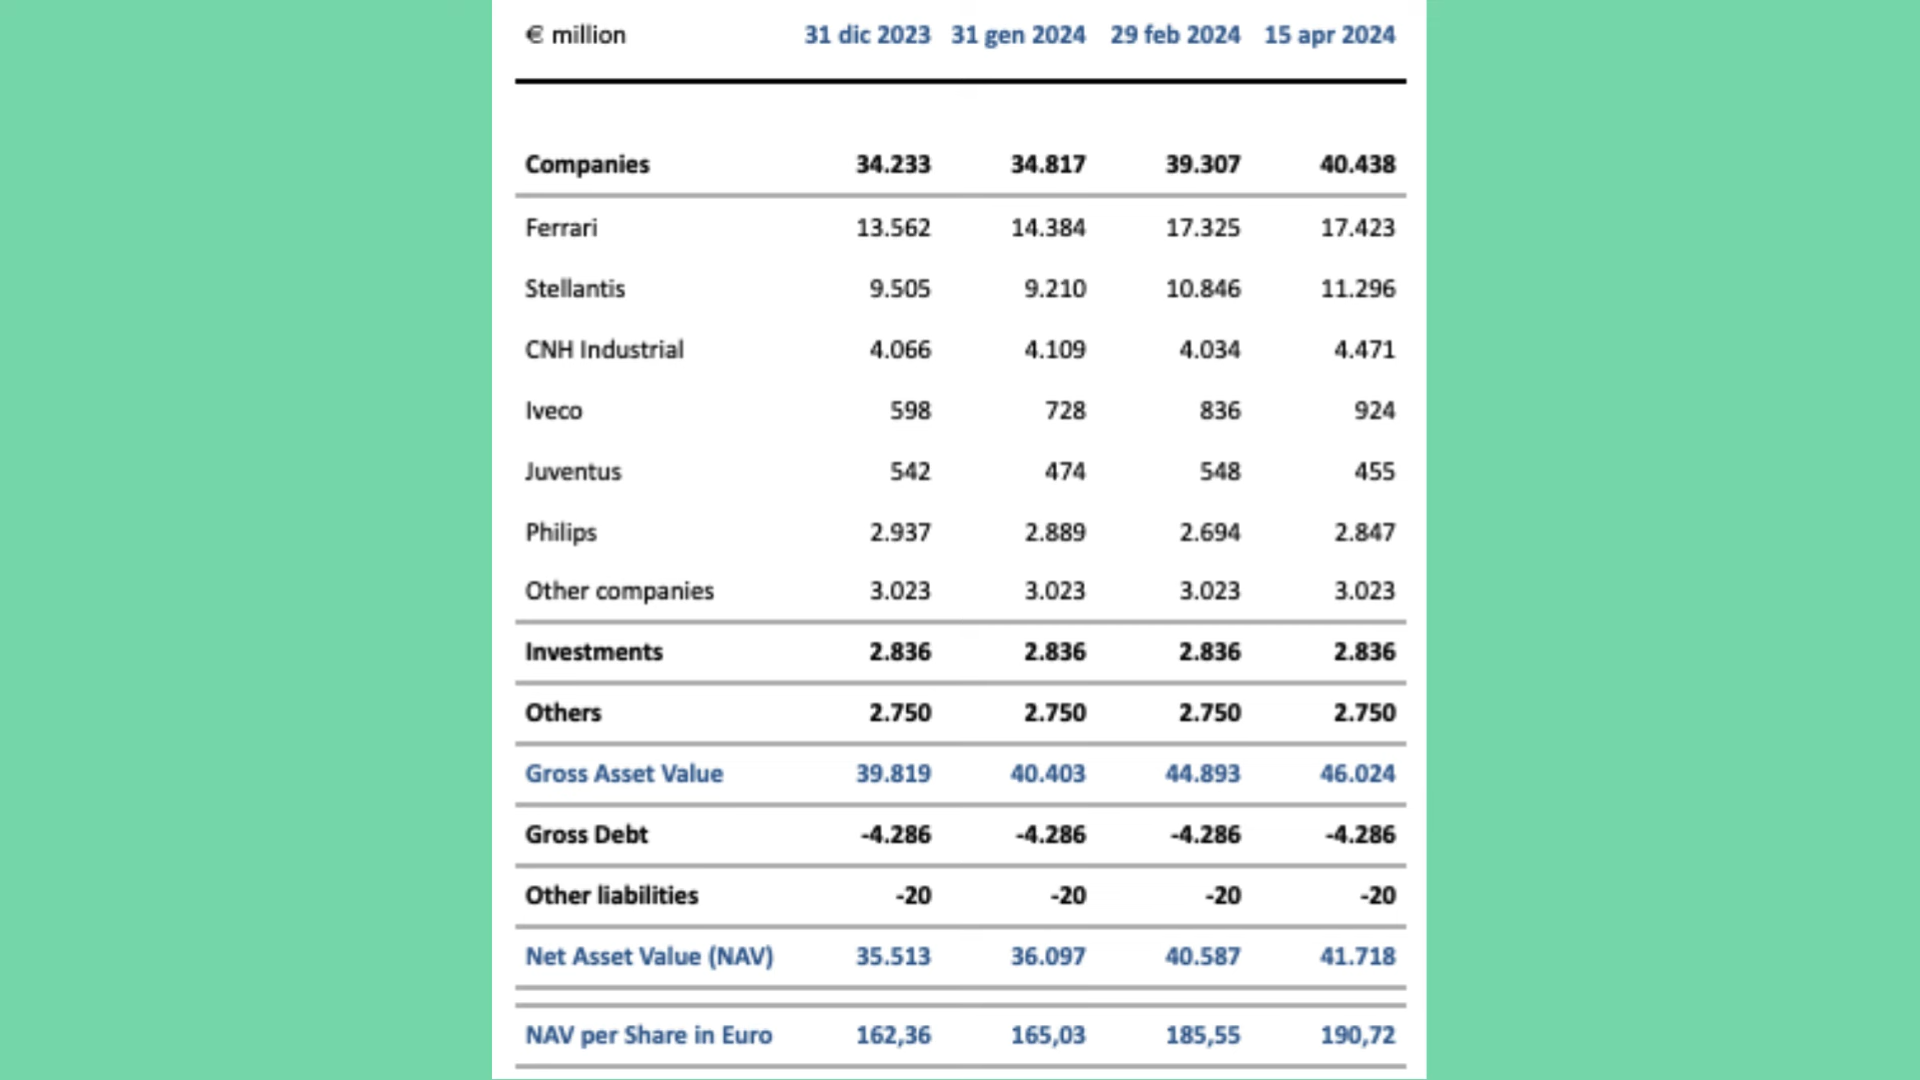 € million 31 dic 2023 31 gen 2024 29 feb 2024 15 apr 2024
Companies 34.233 34.817 39.307 40.438
Ferrari 13.562 14.384 17.325 17.423
Stellantis 9.505 9.210 10.846 11.296
CNH Industrial 4.066 4.109 4.034 4.471
Iveco 598 728 836 924
Juventus 542 474 548 455
Philips 2.937 2.889 2.694 2.847
Other companies 3.023 3.023 3.023 3.023
Investments 2.836 2.836 2.836 2.836
Others 2.750 2.750 2.750 2.750
Gross Asset Value 39.819 40.403 44.893 46.024
Gross Debt -4.286 -4.286 -4.286 -4.286
Other liabilities -20 -20 -20 -20
Net Asset Value (NAV) 35.513 36.097 40.587 41.718
NAV per Share in Euro 162,36 165,03 185,55 190,72